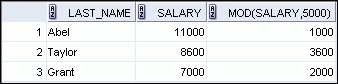 LAST_NAME SALARY MOD(SALARY,5000)
1 Abel 11000 1000
2 Taylor 8600 3600
3 Grant 7000 2000